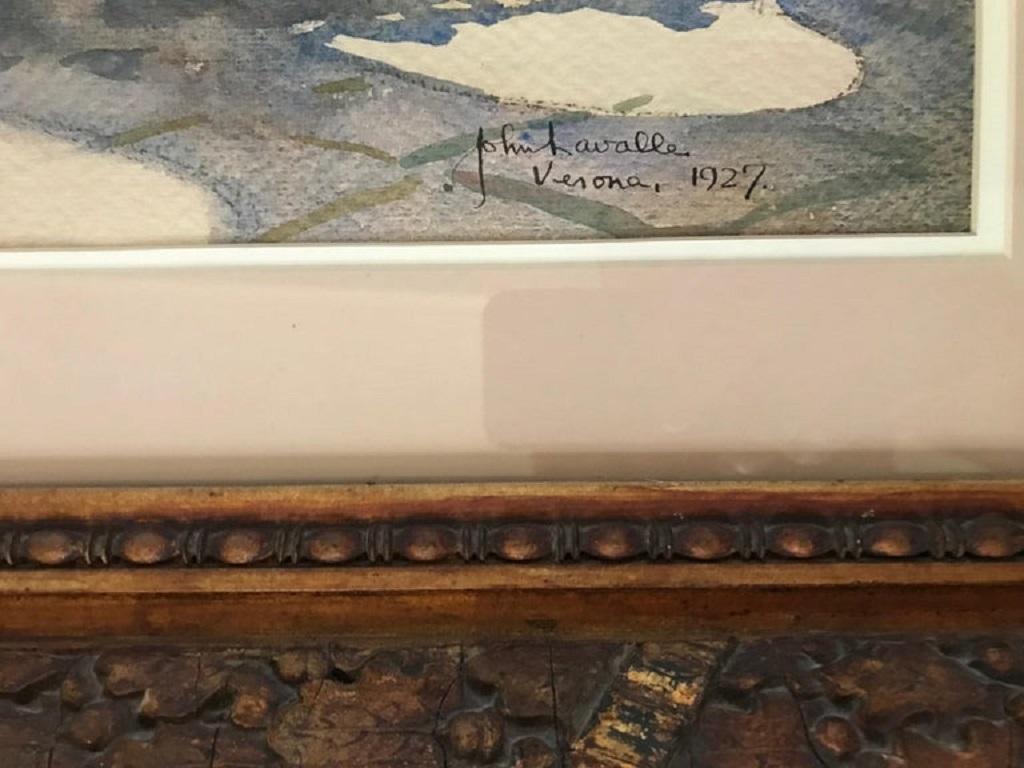 John Lavalle
Verona, 1927.